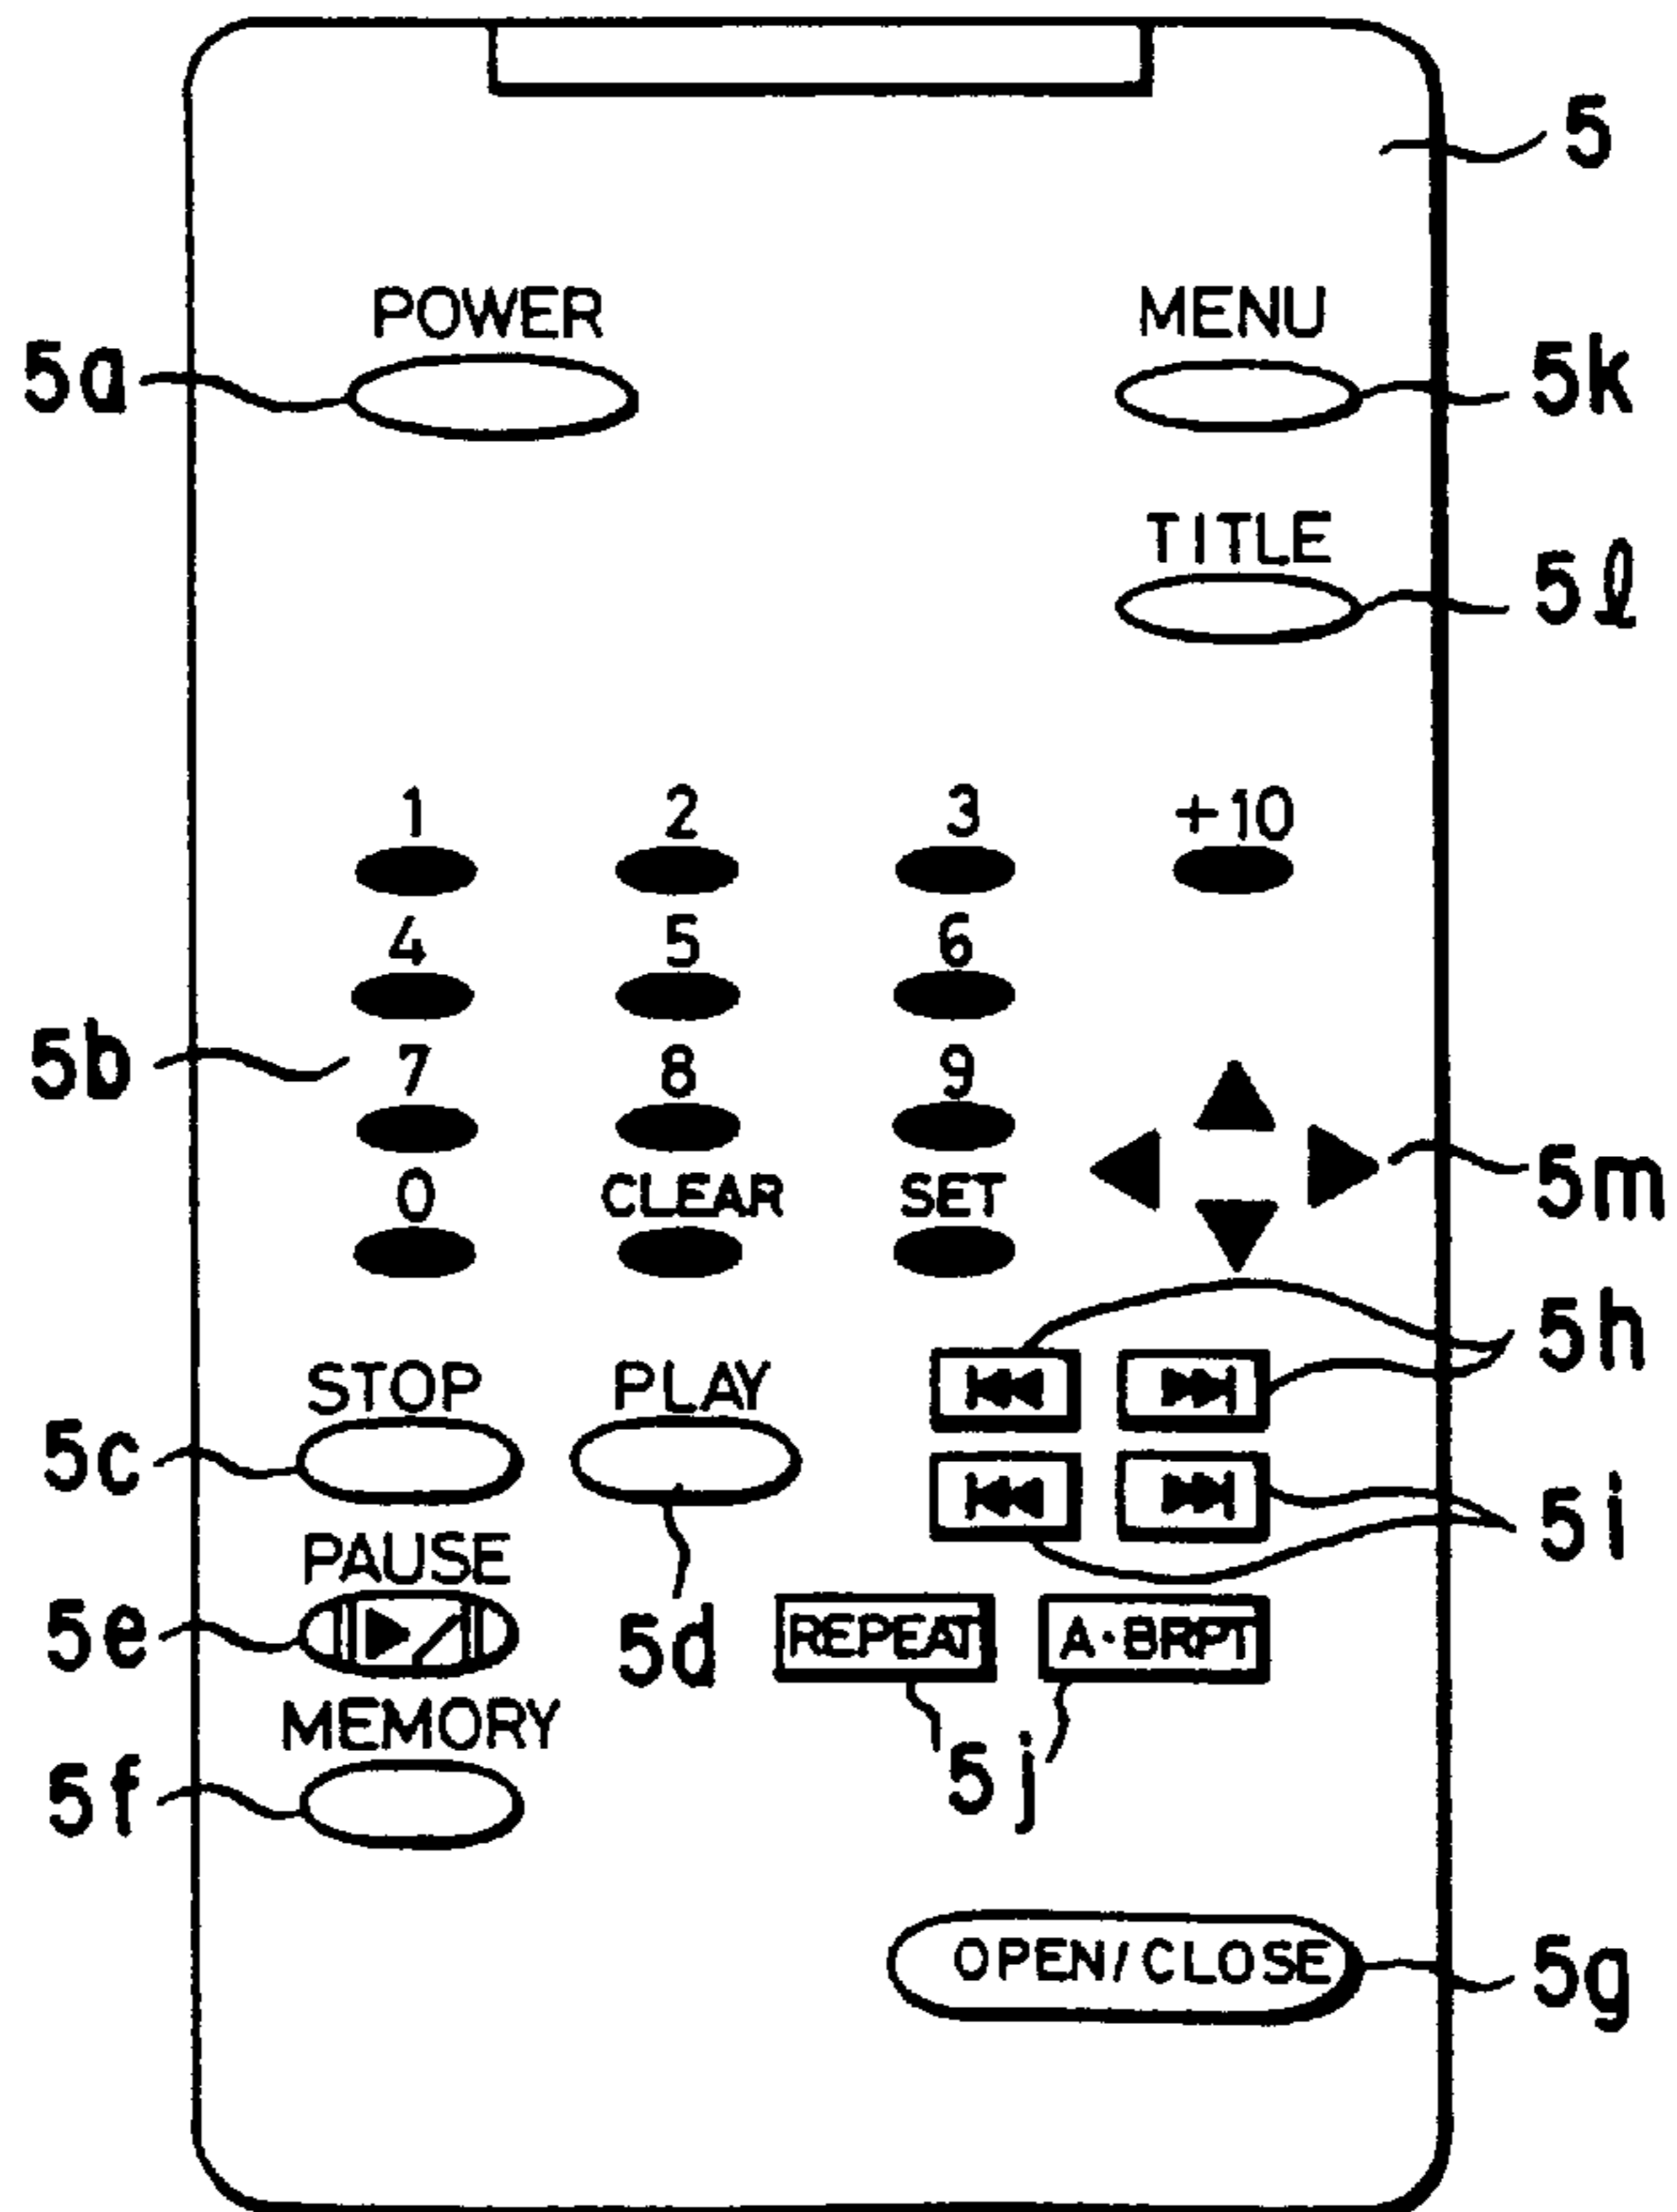 5
POWER MENU
5a 5k
TITLE
5ℓ
1 2 3 +10
4 5 6
5b 7 8 9
5m
0 CLEAR SET
5h
STOP PLAY
5c
5i
PAUSE
5e 5d REPEAT A·BRPT
MEMORY
5f 5j
OPEN/CLOSE 5g